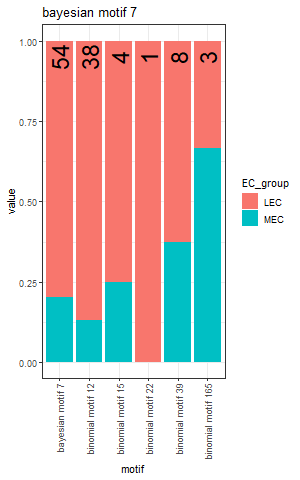 bayesian motif 7
1.00
0.75
0.50
0.25
0.00
value
54
38
4
1
8
3
bayesian motif 7
binomial motif 12
binomial motif 15
binomial motif 22
binomial motif 39
binomial motif 165
motif
EC_group
LEC
MEC